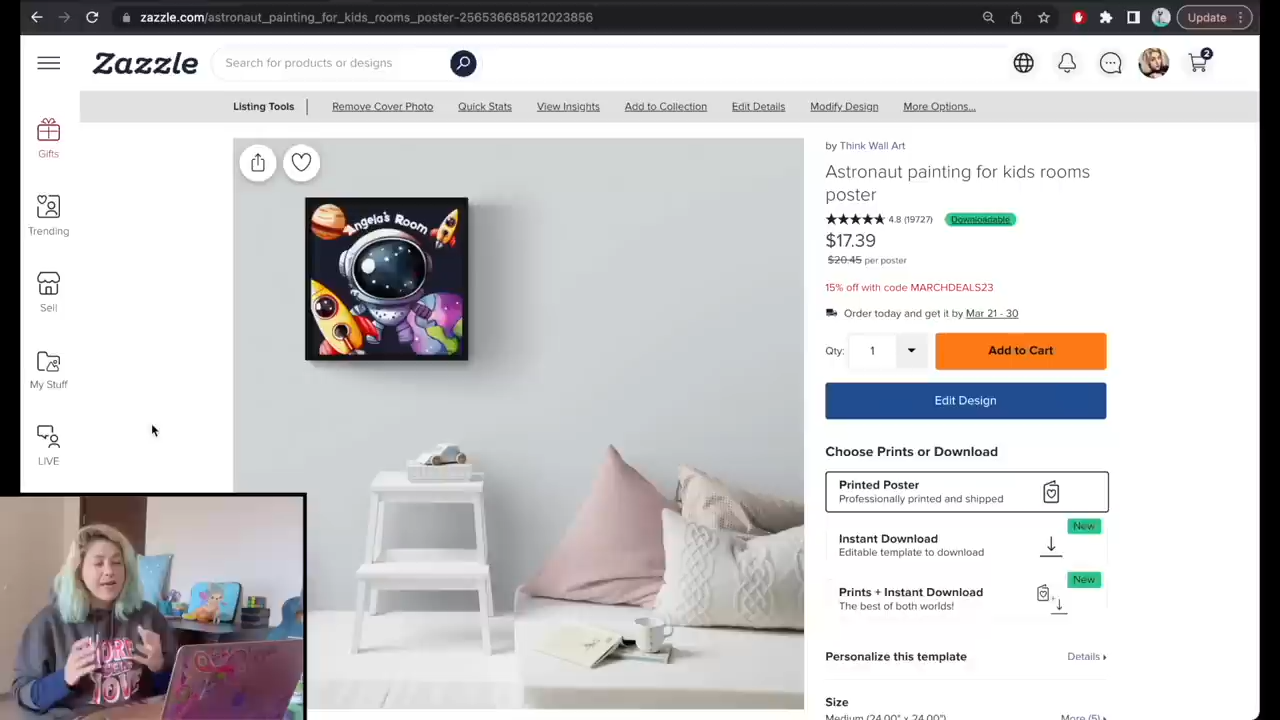 zazzle.com/astronaut_painting_for_kids_rooms_poster-256536685812023856
Update
Zazzle
Search for products or designs
2
Listing Tools
Remove Cover Photo
Quick Stats
View Insights
Add to Collection
Edit Details
Modify Design
More Options...
Gifts
Trending
Sell
My Stuff
LIVE
Angela's Room
by Think Wall Art
Astronaut painting for kids rooms
poster
4.8 (19727)
Downloadable
$17.39
$20.45 per poster
15% off with code MARCHDEALS23
Order today and get it by Mar 21 - 30
Qty:
1
Add to Cart
Edit Design
Choose Prints or Download
Printed Poster
Professionally printed and shipped
New
Instant Download
Editable template to download
New
Prints + Instant Download
The best of both worlds!
Personalize this template
Details
Size
Medium (24.00" x 24.00")
More (5)